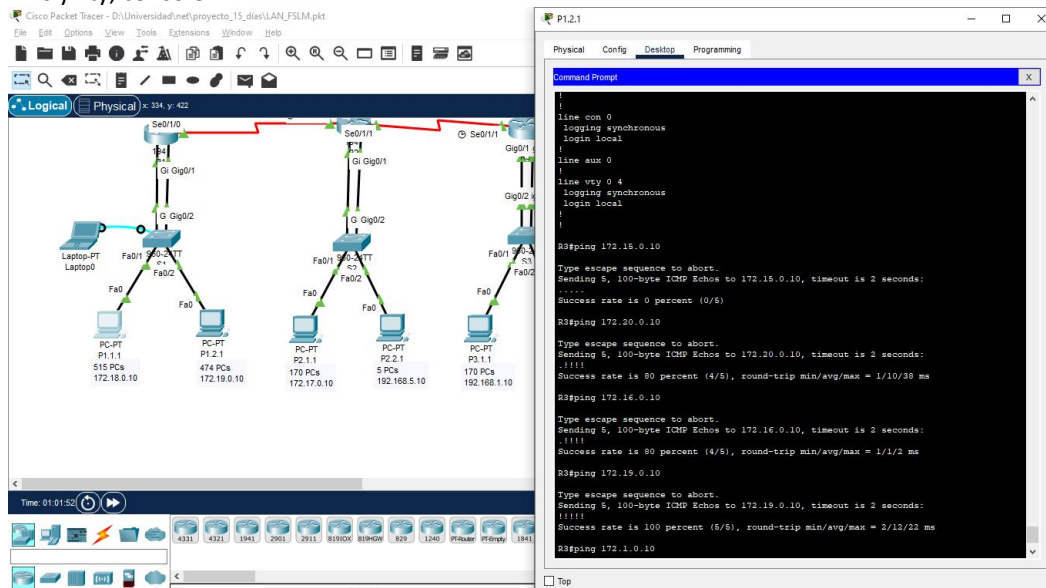 Cisco Packet Tracer - D:\Universidad\net\proyecto_15_días\LAN_FSLM.pkt
File Edit Options View Tools Extensions Window Help
Logical Physical x: 334, y: 422
Se0/1/0
Se0/1/1
Se0/1/1
Gig0/1
Gi Gig0/1
Gi Gig0/1
Gig0/2
G Gig0/2
G Gig0/2
Laptop-PT
Laptop0
Fa0/1
Fa0/2
Fa0/1
S2
Fa0/2
Fa0/1
S3
Fa0/2
Fa0
Fa0
Fa0
Fa0
Fa0
PC-PT
P1.1.1
515 PCs
172.18.0.10
PC-PT
P1.2.1
474 PCs
172.19.0.10
PC-PT
P2.1.1
170 PCs
172.17.0.10
PC-PT
P2.2.1
5 PCs
192.168.5.10
PC-PT
P3.1.1
170 PCs
192.168.1.10
Time: 01:01:52
4331 4321 1941 2901 2911 819IOX 819HGW 829 1240 PT-Router PT-Empty 1841
P1.2.1
Physical Config Desktop Programming
Command Prompt X
!
!
line con 0
logging synchronous
login local
!
line aux 0
!
line vty 0 4
logging synchronous
login local
!
!
R3#ping 172.15.0.10
Type escape sequence to abort.
Sending 5, 100-byte ICMP Echos to 172.15.0.10, timeout is 2 seconds:
.....
Success rate is 0 percent (0/5)
R3#ping 172.20.0.10
Type escape sequence to abort.
Sending 5, 100-byte ICMP Echos to 172.20.0.10, timeout is 2 seconds:
.!!!!
Success rate is 80 percent (4/5), round-trip min/avg/max = 1/10/38 ms
R3#ping 172.16.0.10
Type escape sequence to abort.
Sending 5, 100-byte ICMP Echos to 172.16.0.10, timeout is 2 seconds:
.!!!!
Success rate is 80 percent (4/5), round-trip min/avg/max = 1/1/2 ms
R3#ping 172.19.0.10
Type escape sequence to abort.
Sending 5, 100-byte ICMP Echos to 172.19.0.10, timeout is 2 seconds:
!!!!!
Success rate is 100 percent (5/5), round-trip min/avg/max = 2/12/22 ms
R3#ping 172.1.0.10
Top